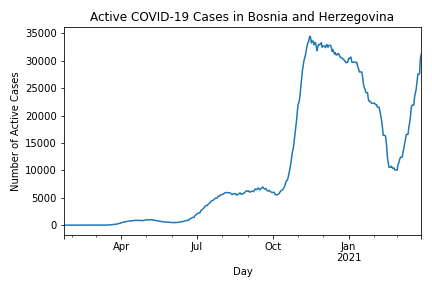 Active COVID-19 Cases in Bosnia and Herzegovina
35000
30000
25000
20000
15000
10000
5000
0
Number of Active Cases
Apr
Jul
Oct
Jan
2021
Day